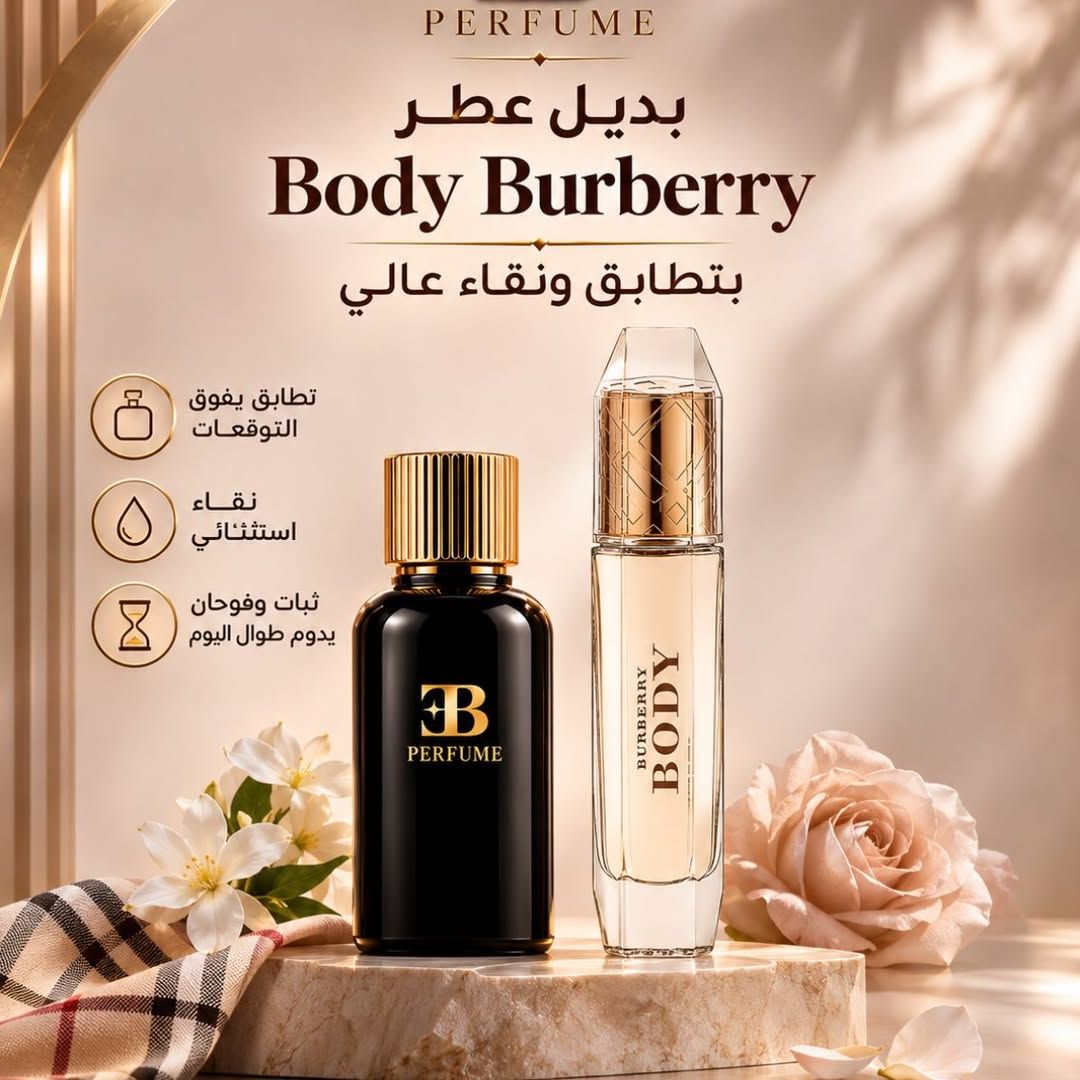 PERFUME
بديل عطر
Body Burberry
بتطابق ونقاء عالي
تطابق يفوق
التوقعات
نقاء
استثنائي
ثبات وفوحان
يدوم طوال اليوم
EB
PERFUME
BURBERRY
BODY